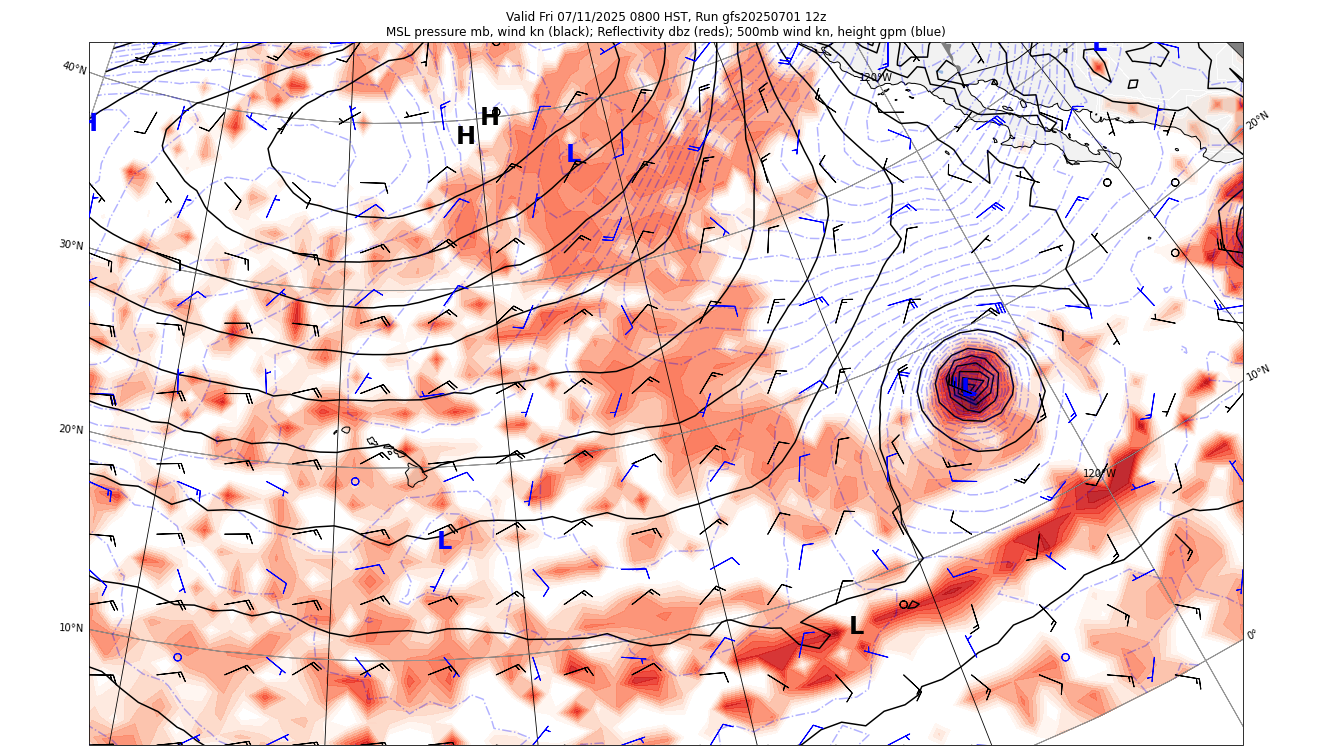 Valid Fri 07/11/2025 0800 HST, Run gfs20250701 12z
MSL pressure mb, wind kn (black); Reflectivity dbz (reds); 500mb wind kn, height gpm (blue)
L
40°N
120°W
H
H
H
20°N
L
30°N
L
10°N
20°N
120°W
L
10°N
L
0°